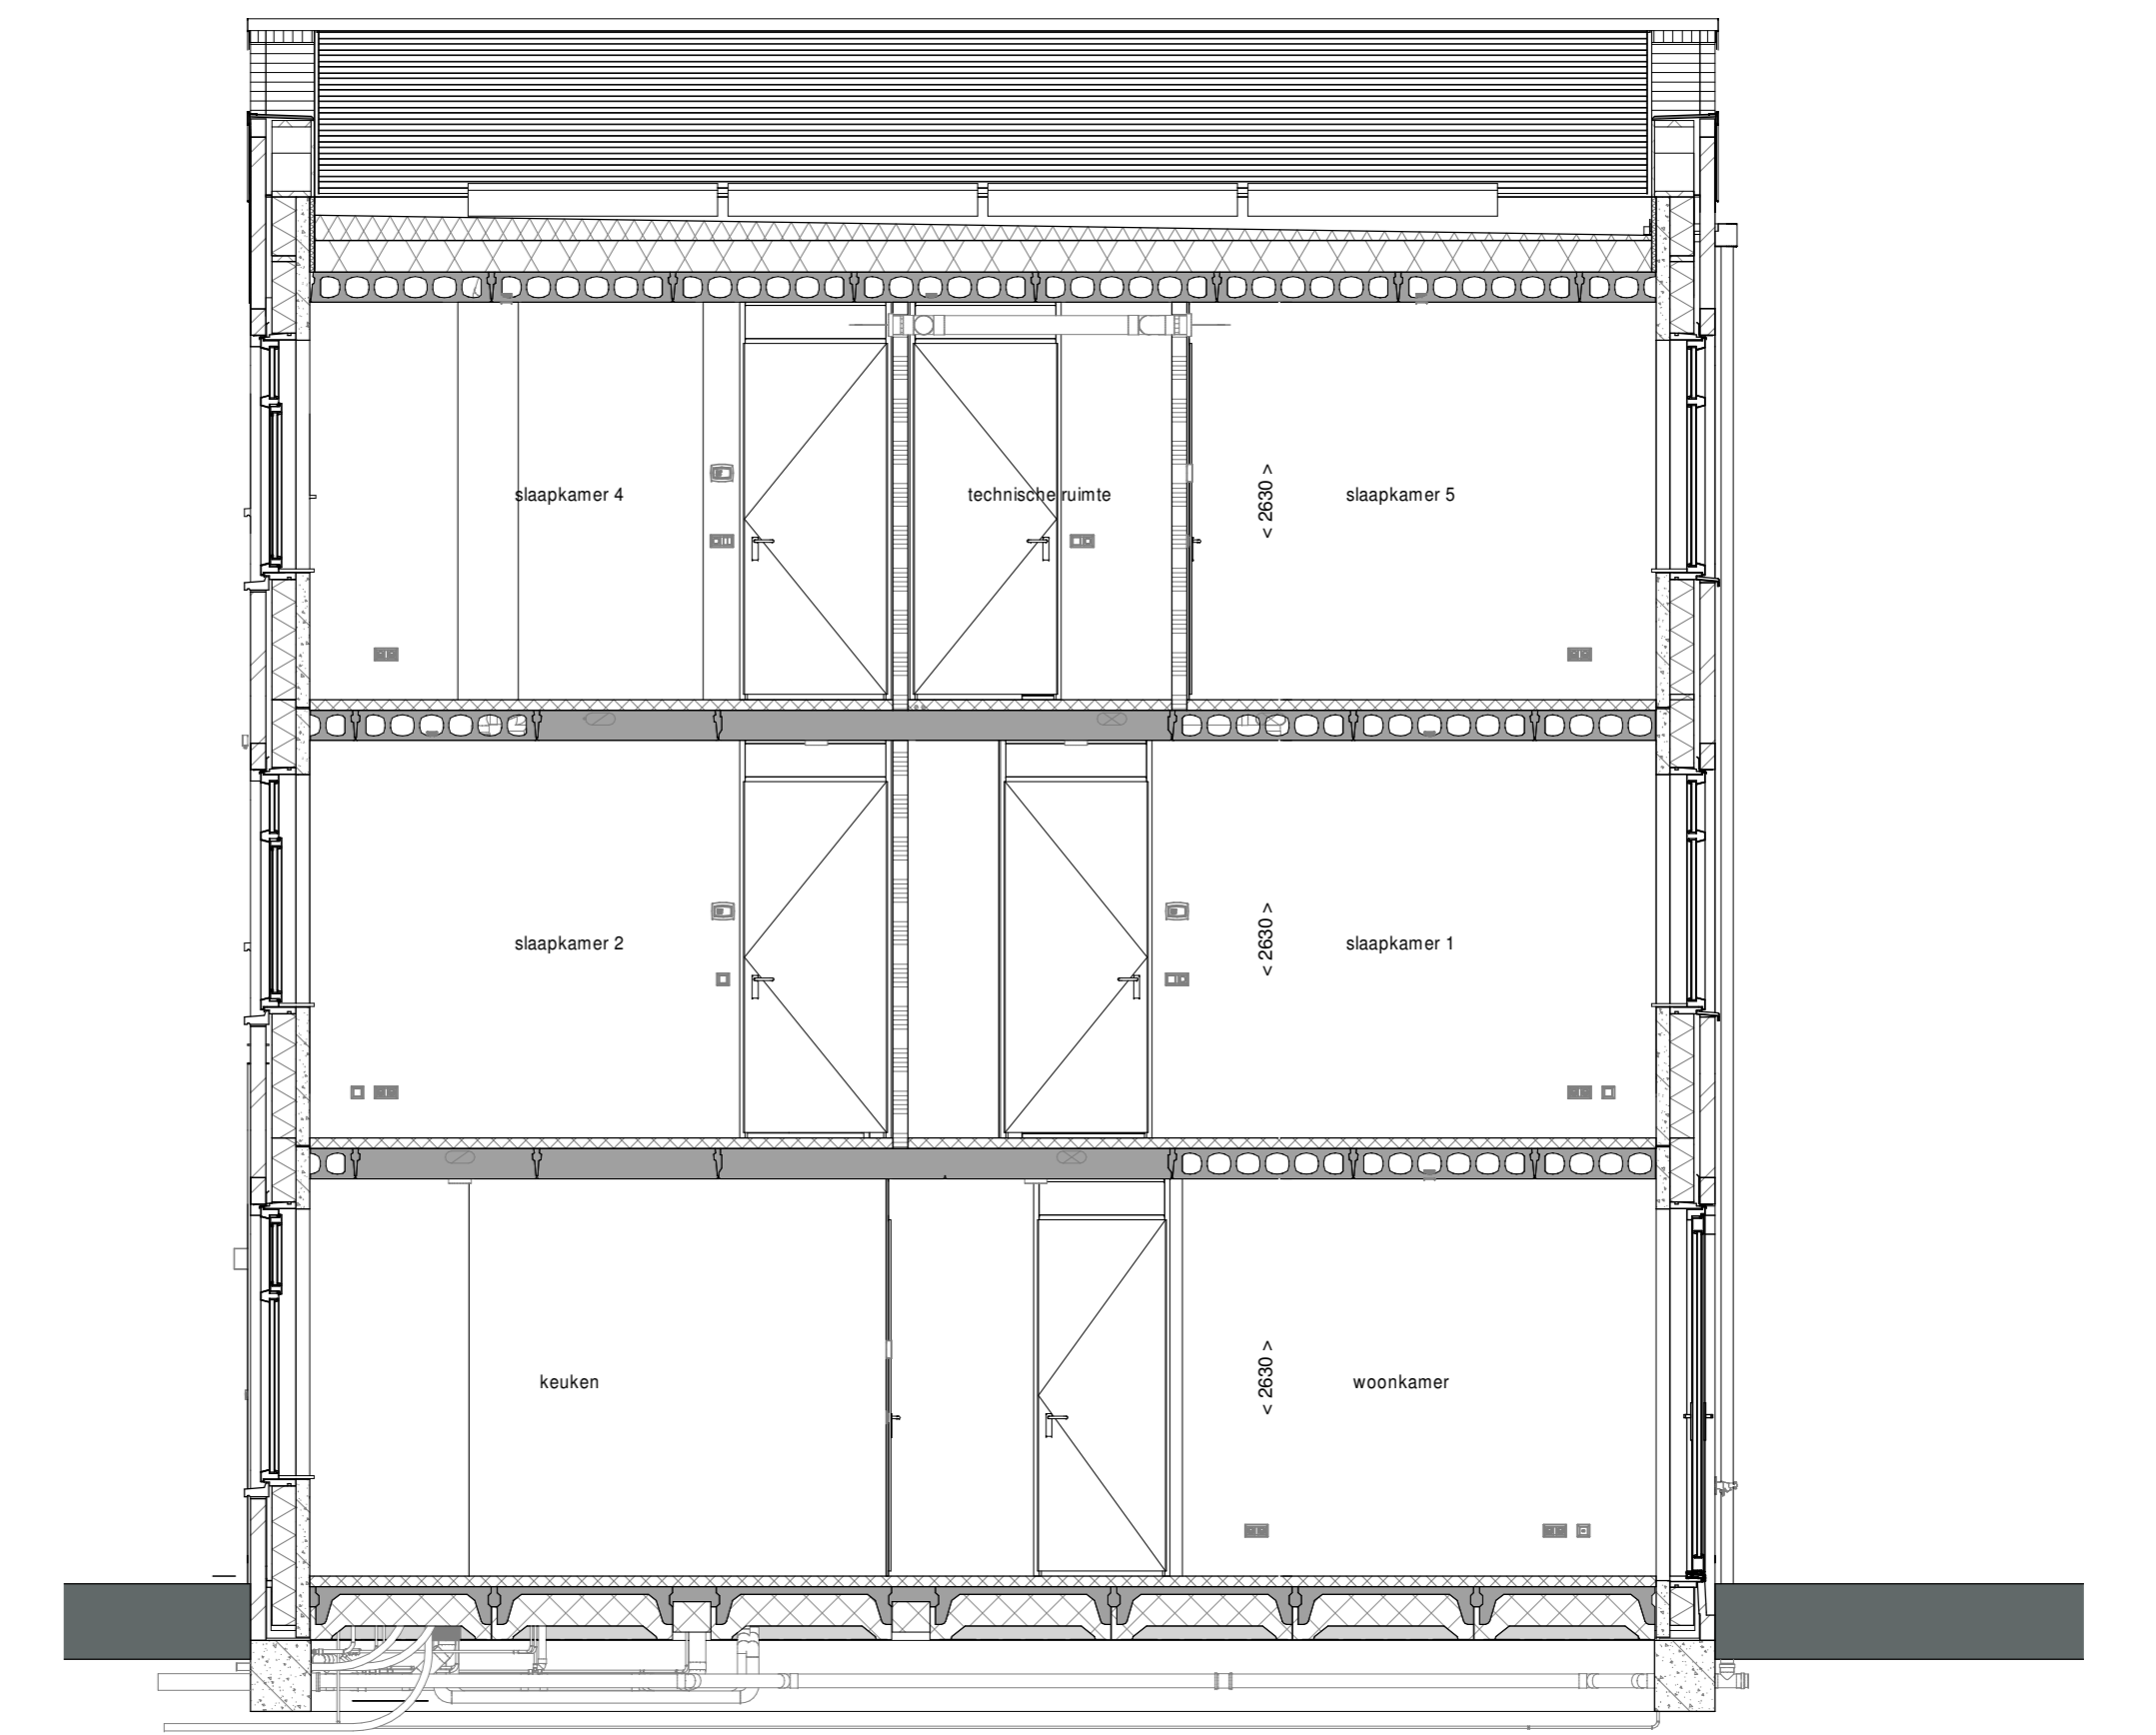 slaapkamer 4
technische ruimte
< 2630 >
slaapkamer 5
slaapkamer 2
< 2630 >
slaapkamer 1
keuken
< 2630 >
woonkamer